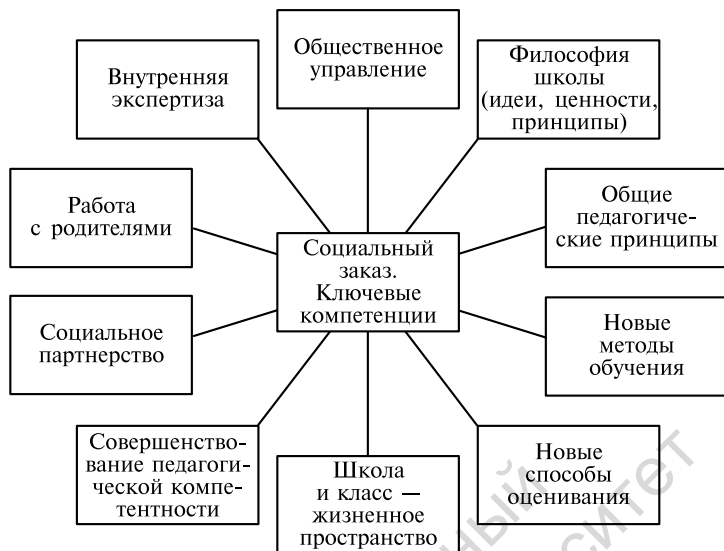 Общественное
управление
Внутренняя
экспертиза
Философия
школы
(идеи, ценности,
принципы)
Работа
с родителями
Общие
педагогиче-
ские принципы
Социальный
заказ.
Ключевые
компетенции
Социальное
партнерство
Новые
методы
обучения
Совершенство-
вание педагоги-
ческой компе-
тентности
Школа
и класс —
жизненное
пространство
Новые
способы
оценивания